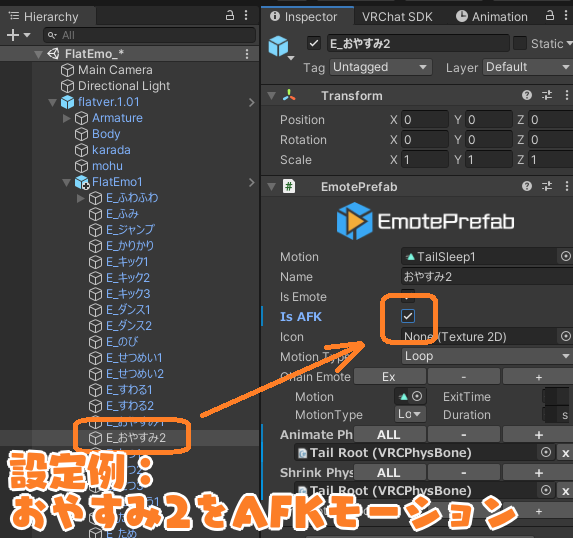 Hierarchy
All
FlatEmo_*
Main Camera
Directional Light
flatver.1.01
Armature
Body
karada
mohu
FlatEmo1
E_ふわふわ
E_ふみ
E_ジャンプ
E_かりかり
E_キック1
E_キック2
E_キック3
E_ダンス1
E_ダンス2
E_のび
E_せつめい1
E_せつめい2
E_すわる1
E_すわる2
E_おやすみ1
E_おやすみ2
E_ため
Inspector VRChat SDK Animation
E_おやすみ2 Static
Tag Untagged Layer Default
Transform
Position X 0 Y 0 Z 0
Rotation X 0 Y 0 Z 0
Scale X 1 Y 1 Z 1
# EmotePrefab
EmotePrefab
Motion TailSleep1
Name おやすみ2
Is Emote
Is AFK
Icon None (Texture 2D)
Motion Type Loop
Chain Emote Ex - +
Motion ExitTime
MotionType Lo Duration s
Animate Ph ALL - +
Tail Root (VRCPhysBone) x
Shrink Phys ALL - +
Tail Root (VRCPhysBone) x
設定例：
おやすみ2をAFKモーション